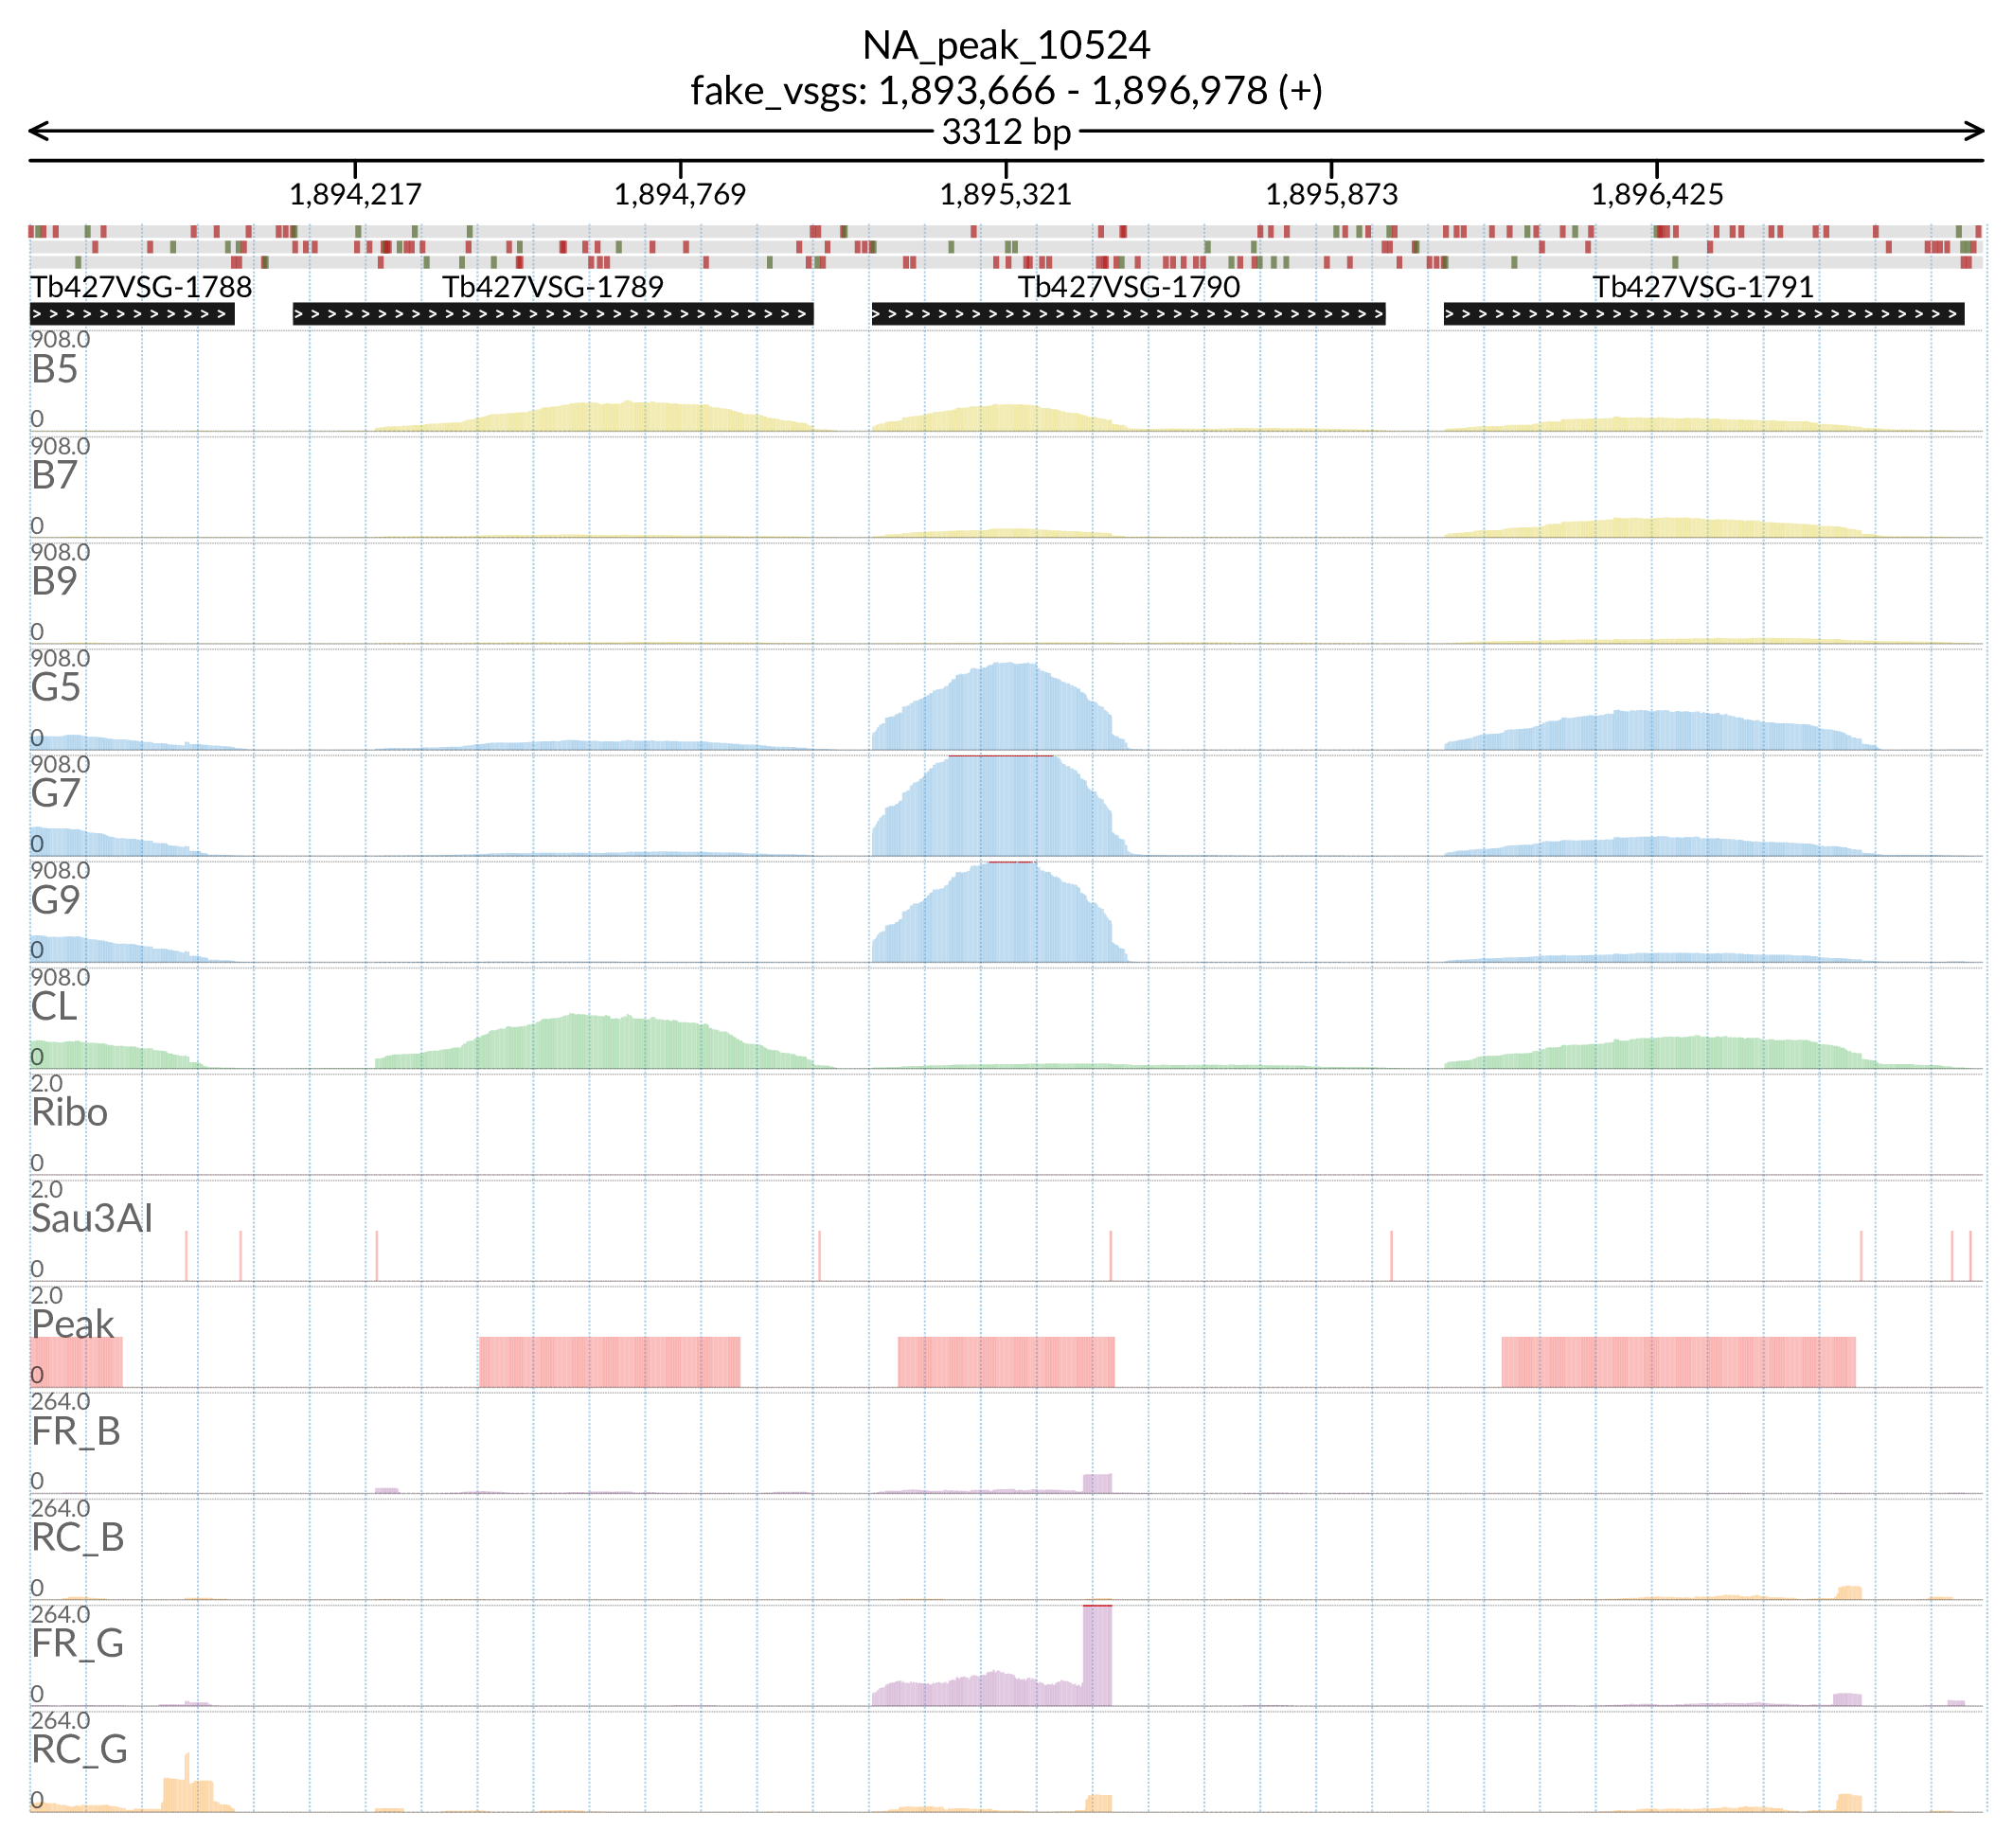 NA_peak_10524
fake_vsgs: 1,893,666 - 1,896,978 (+)
3312 bp
1,894,217 1,894,769 1,895,321 1,895,873 1,896,425
Tb427VSG-1788 Tb427VSG-1789 Tb427VSG-1790 Tb427VSG-1791
908.0
B5
0
908.0
B7
0
908.0
B9
0
908.0
G5
0
908.0
G7
0
908.0
G9
0
908.0
CL
0
2.0
Ribo
0
2.0
Sau3AI
0
2.0
Peak
0
264.0
FR_B
0
264.0
RC_B
0
264.0
FR_G
0
264.0
RC_G
0